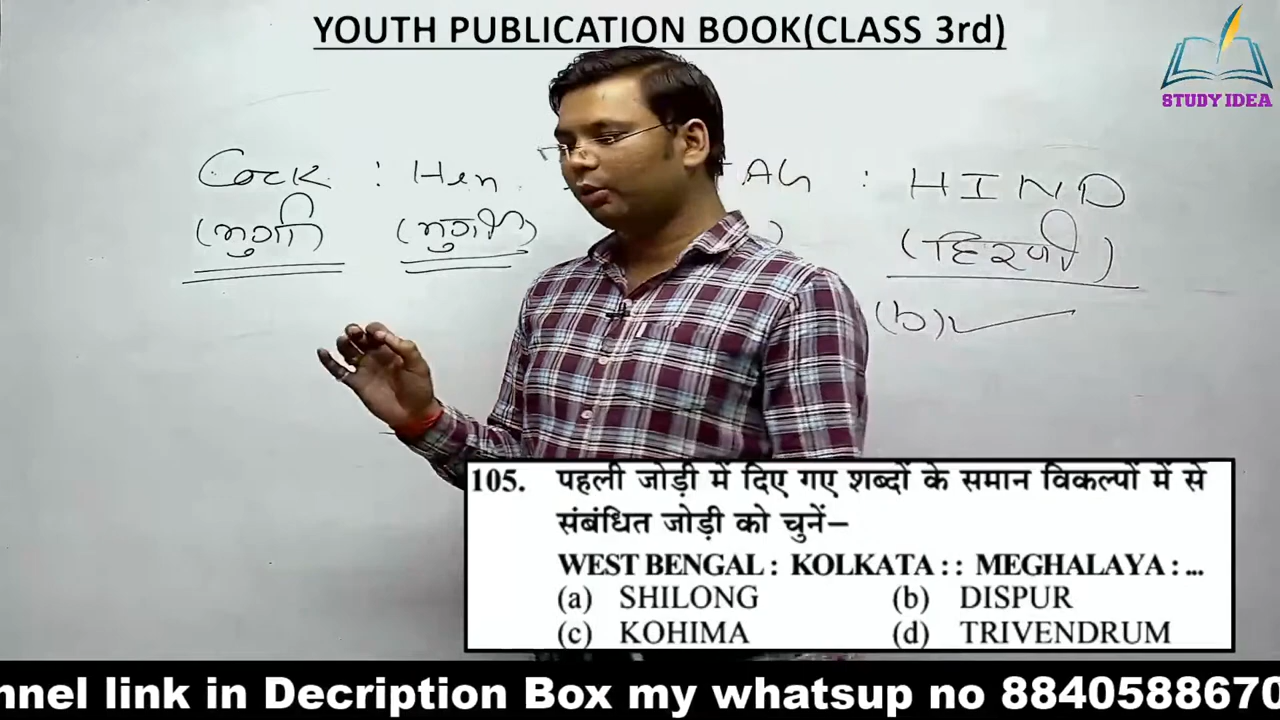 YOUTH PUBLICATION BOOK(CLASS 3rd)
STUDY IDEA
Cock : Hen : HIND
(मुर्गा) (मुर्गी) (हिरणी)
(b)✓
105. पहली जोड़ी में दिए गए शब्दों के समान विकल्पों में से
संबंधित जोड़ी को चुनें–
WEST BENGAL : KOLKATA : : MEGHALAYA : ...
(a) SHILONG (b) DISPUR
(c) KOHIMA (d) TRIVENDRUM
nnel link in Decription Box my whatsup no 8840588670